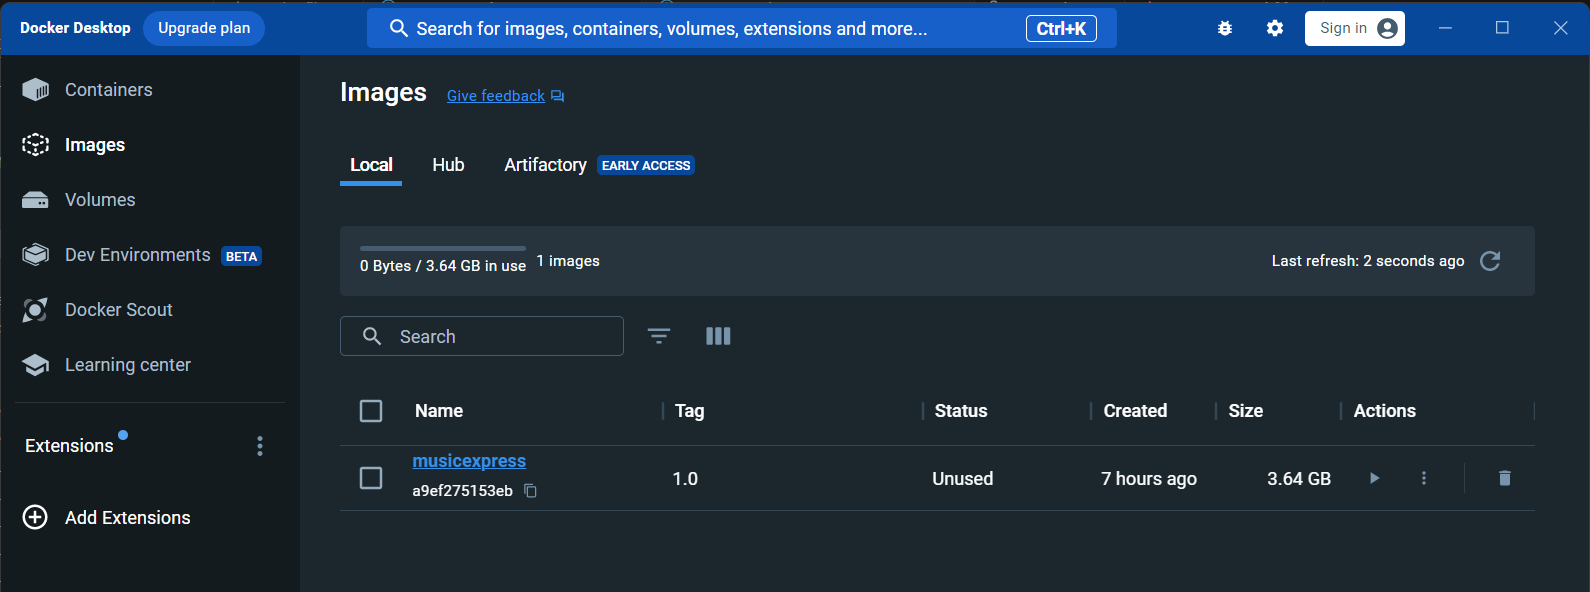 Docker Desktop Upgrade plan Search for images, containers, volumes, extensions and more... Ctrl+K Sign in
Containers
Images
Volumes
Dev Environments BETA
Docker Scout
Learning center
Extensions
Add Extensions
Images Give feedback
Local Hub Artifactory EARLY ACCESS
0 Bytes / 3.64 GB in use 1 images Last refresh: 2 seconds ago
Search
Name Tag Status Created Size Actions
musicexpress 1.0 Unused 7 hours ago 3.64 GB
a9ef275153eb